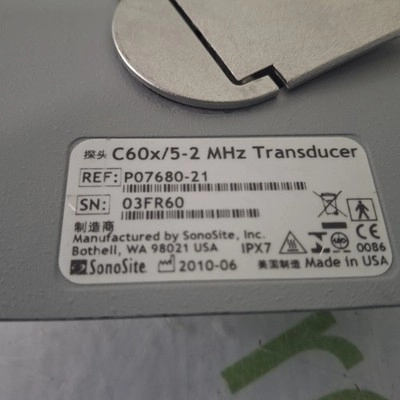 探头 C60x/5-2 MHz Transducer
REF: P07680-21
SN: 03FR60
制造商
Manufactured by SonoSite, Inc.
Bothell, WA 98021 USA IPX7 0086
SonoSite 2010-06 美国制造 Made in USA